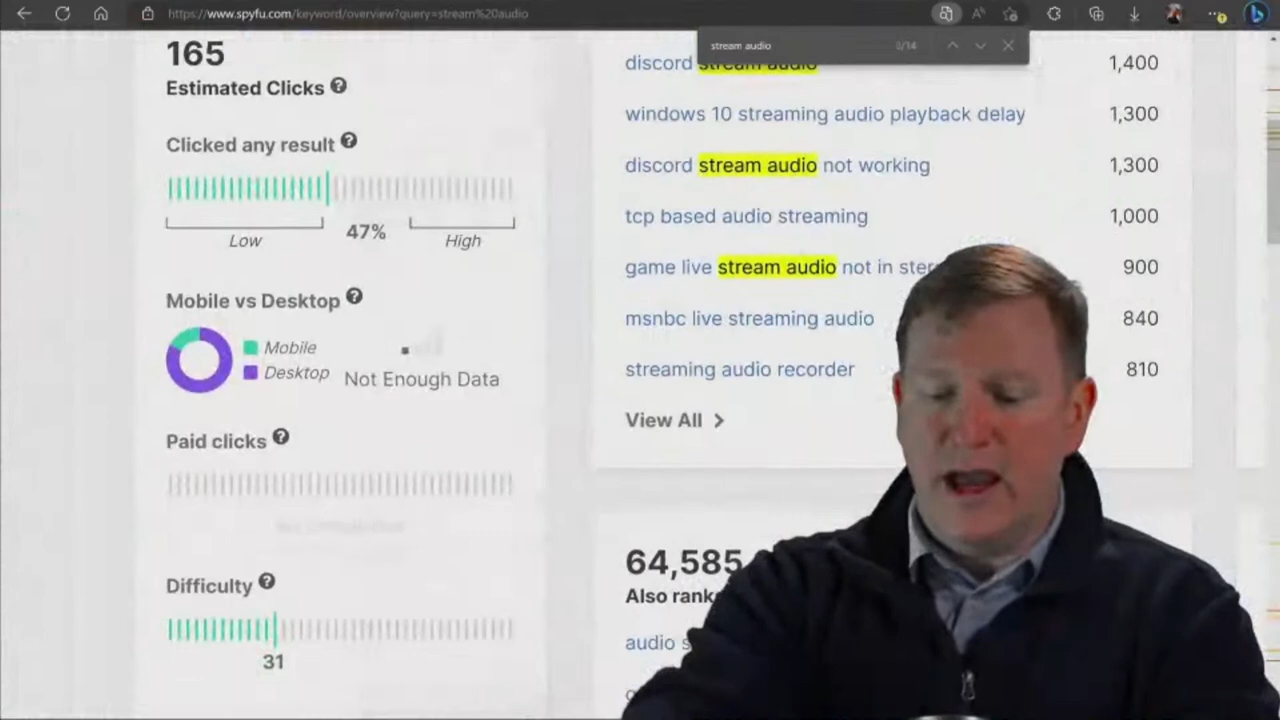 https://www.spyfu.com/keyword/overview?query=stream%20audio
stream audio
3/14
165
Estimated Clicks
Clicked any result
Low
47%
High
Mobile vs Desktop
Mobile
Desktop
Not Enough Data
Paid clicks
Difficulty
31
discord stream audio 1,400
windows 10 streaming audio playback delay 1,300
discord stream audio not working 1,300
tcp based audio streaming 1,000
game live stream audio not in 900
msnbc live streaming audio 840
streaming audio recorder 810
View All
64,585
Also
audio